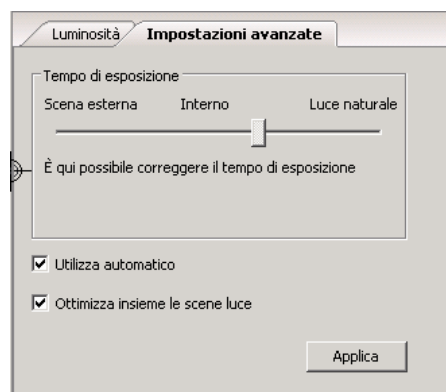 Luminosità Impostazioni avanzate
Tempo di esposizione
Scena esterna Interno Luce naturale
È qui possibile correggere il tempo di esposizione
Utilizza automatico
Ottimizza insieme le scene luce
Applica